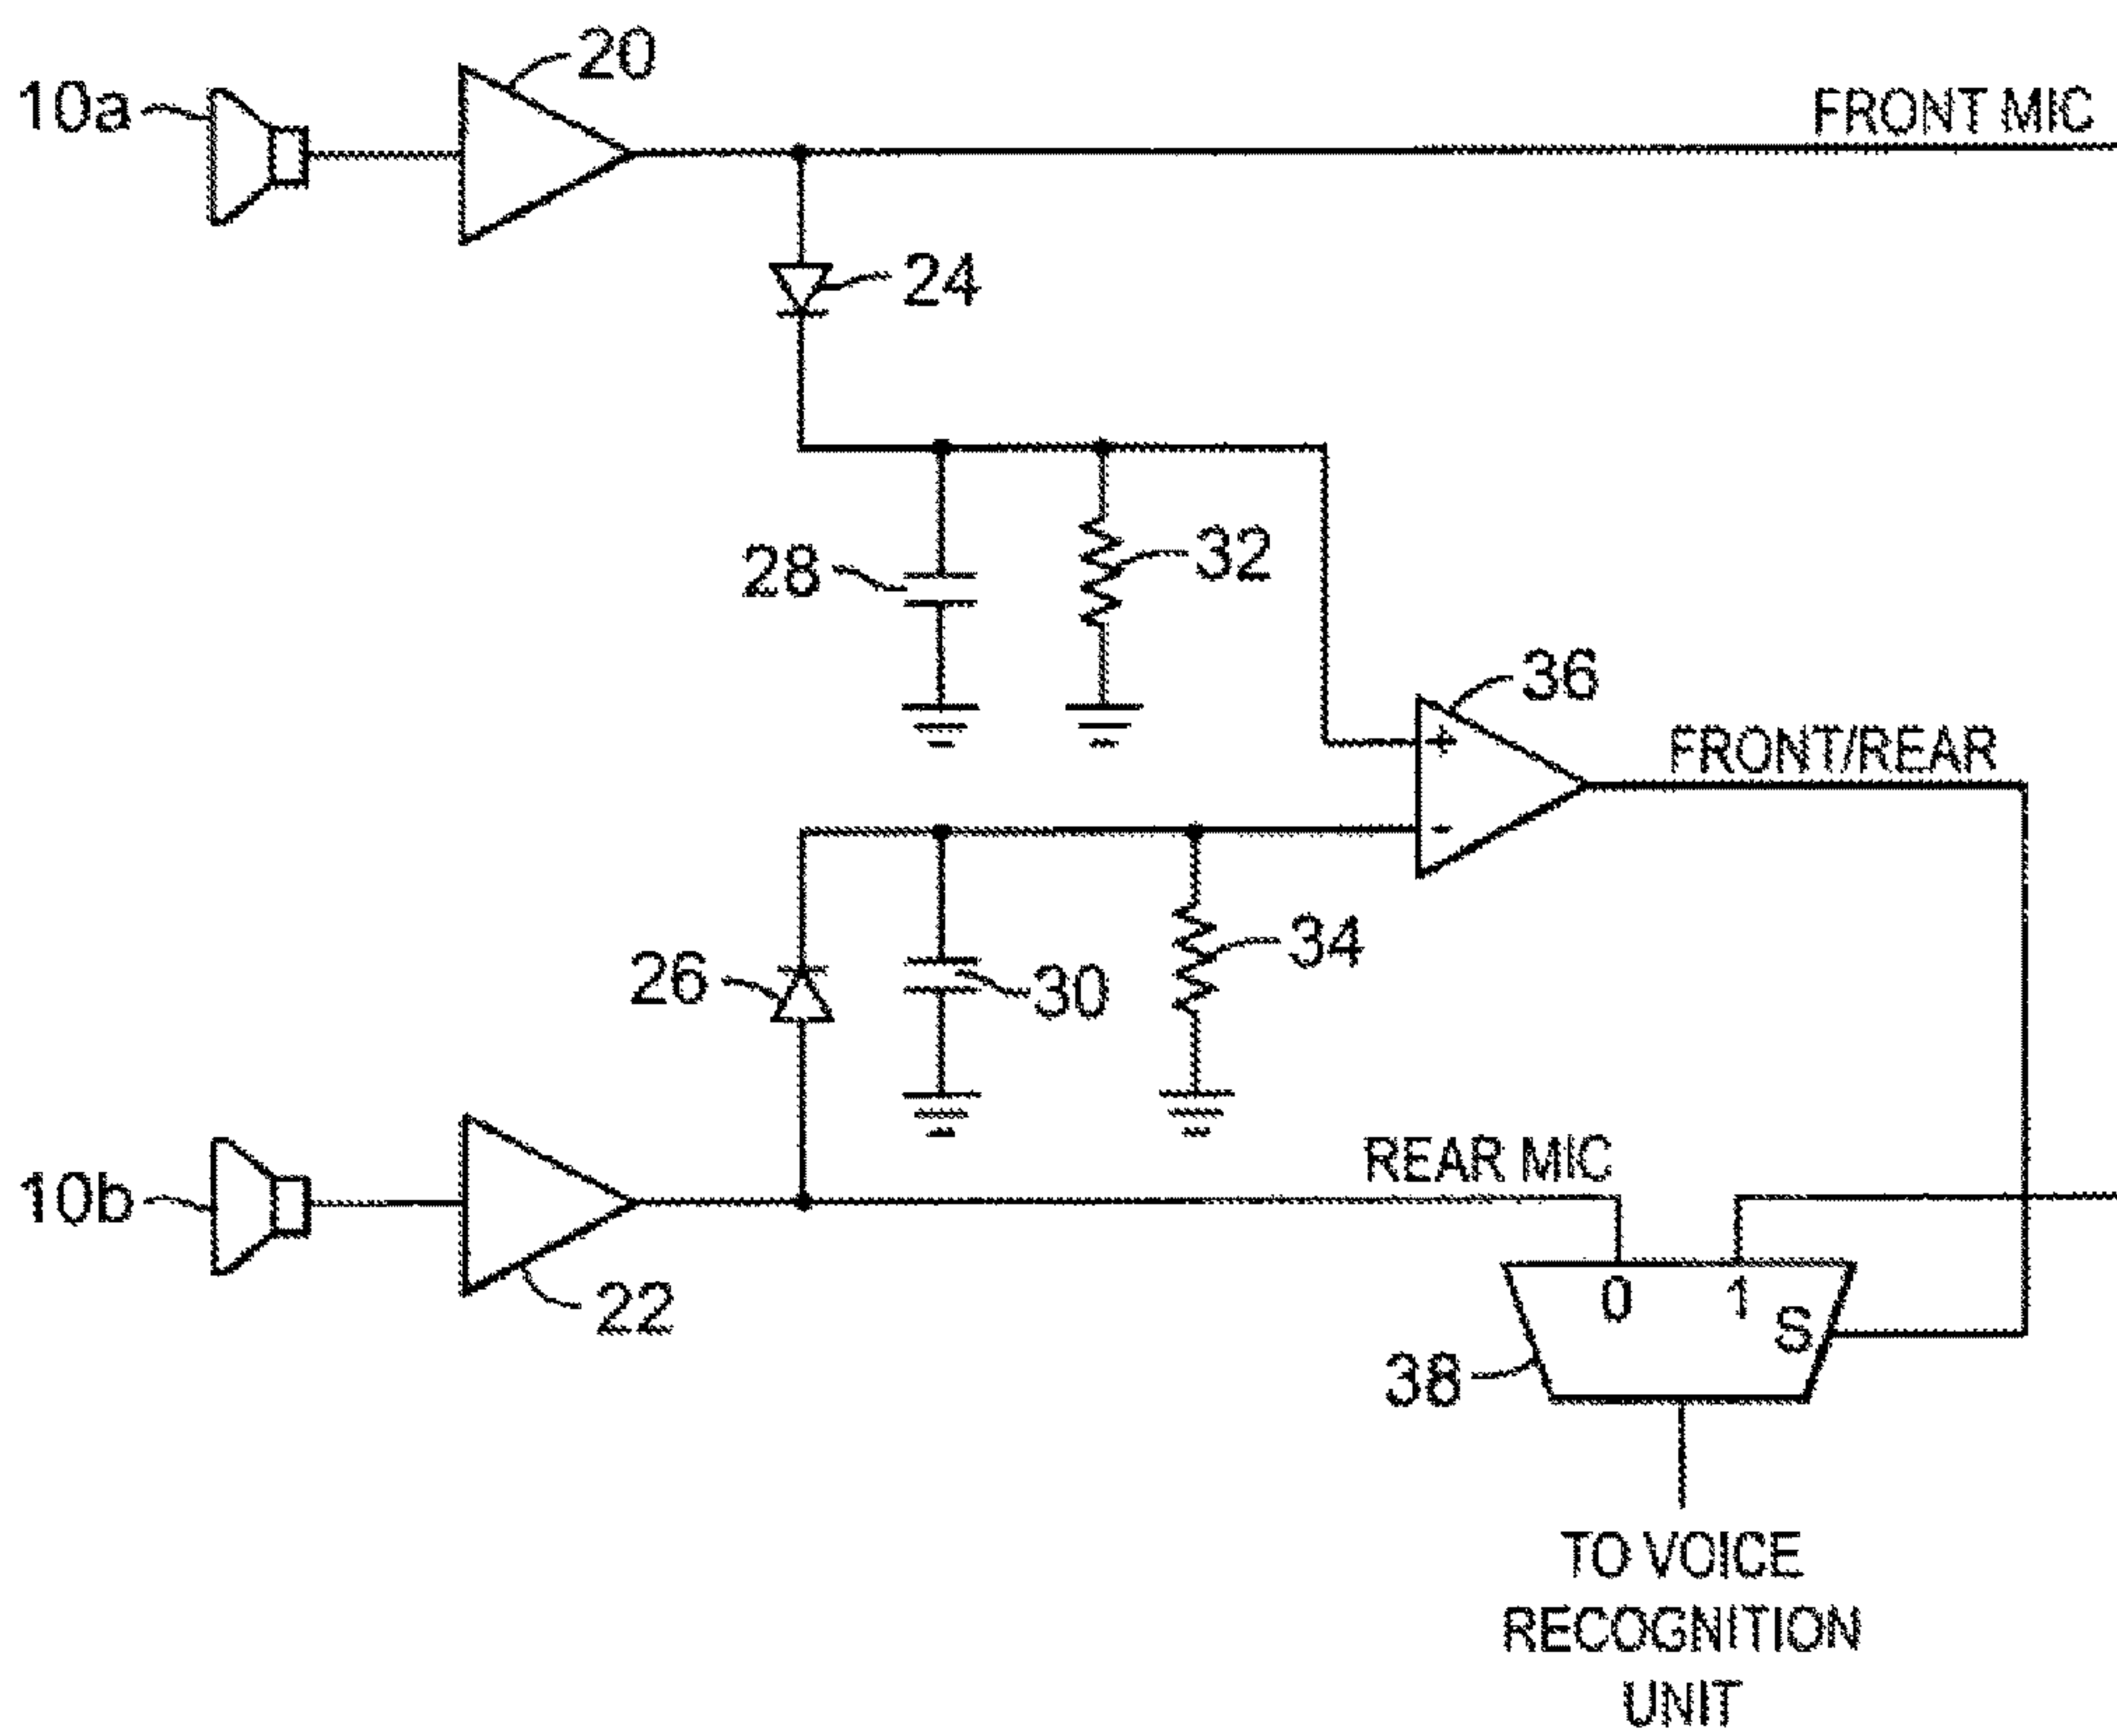 20
10a
FRONT MIC
24
28
32
36
+
FRONT/REAR
-
26
30
34
10b
REAR MIC
22
0 1
S
38
TO VOICE
RECOGNITION
UNIT